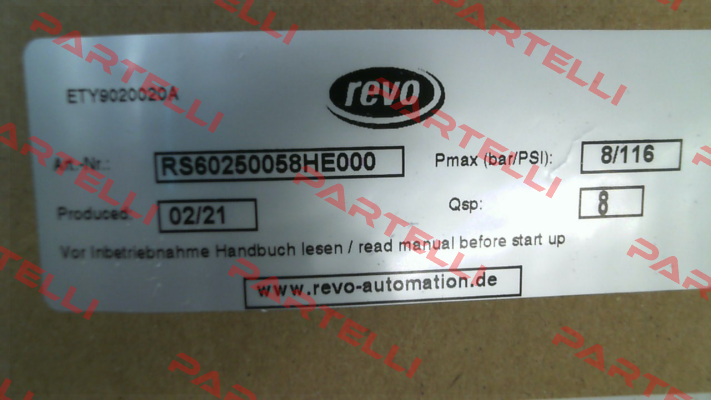 ETY9020020A
revo
Art.-Nr.: RS60250058HE000 Pmax (bar/PSI): 8/116
Produced: 02/21 Qsp: 8
Vor Inbetriebnahme Handbuch lesen / read manual before start up
www.revo-automation.de
PARTELLI
PARTELLI
PARTELLI
PARTELLI
PARTELLI
PARTELLI
PARTELLI